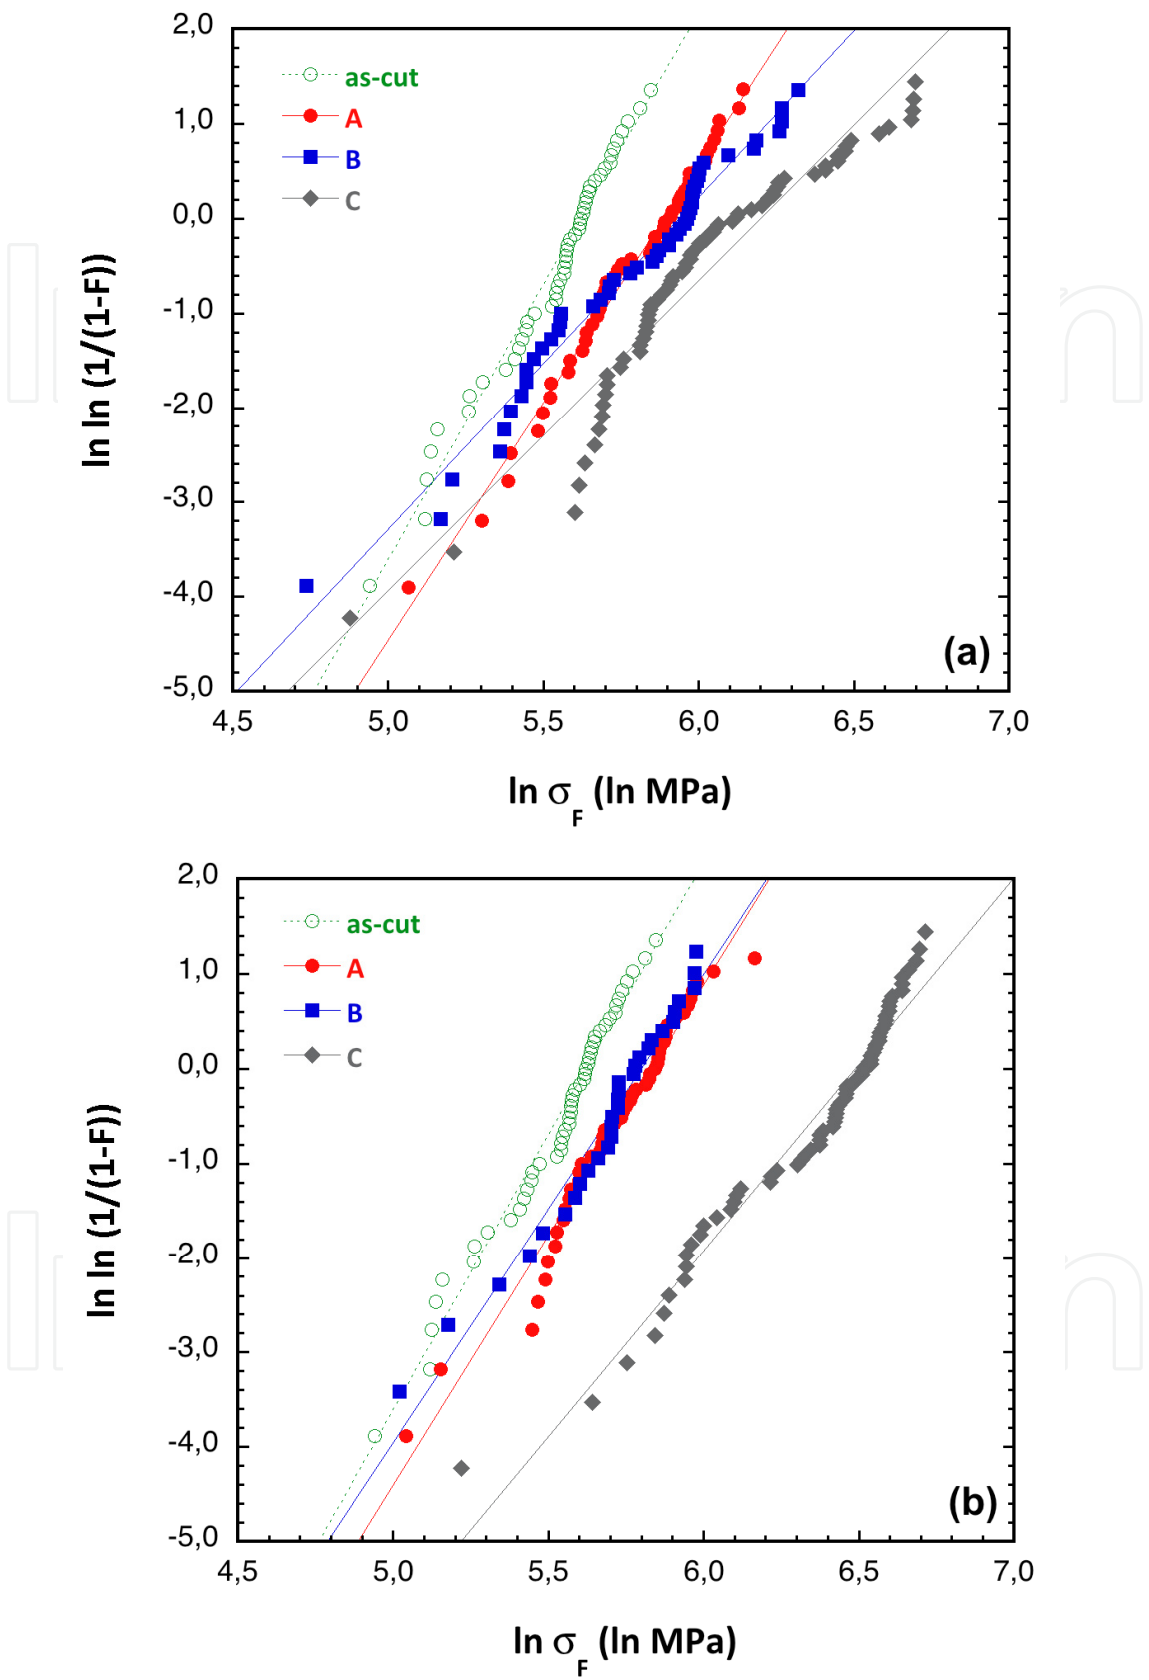 2,0
1,0
0,0
-1,0
-2,0
-3,0
-4,0
-5,0
ln ln (1/(1-F))
as-cut
A
B
C
(a)
4,5 5,0 5,5 6,0 6,5 7,0
ln σF (ln MPa)
2,0
1,0
0,0
-1,0
-2,0
-3,0
-4,0
-5,0
ln ln (1/(1-F))
as-cut
A
B
C
(b)
4,5 5,0 5,5 6,0 6,5 7,0
ln σF (ln MPa)